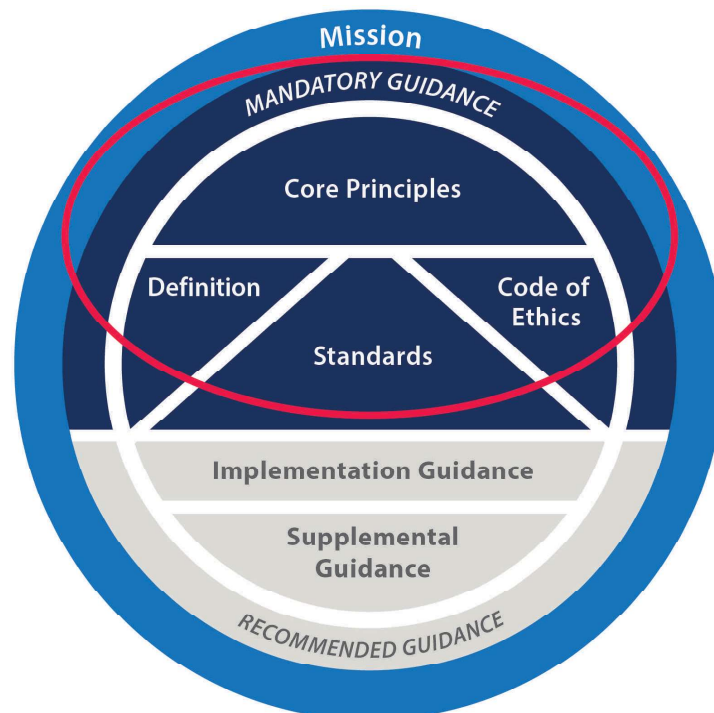 Mission
MANDATORY GUIDANCE
Core Principles
Definition
Code of
Ethics
Standards
Implementation Guidance
Supplemental
Guidance
RECOMMENDED GUIDANCE